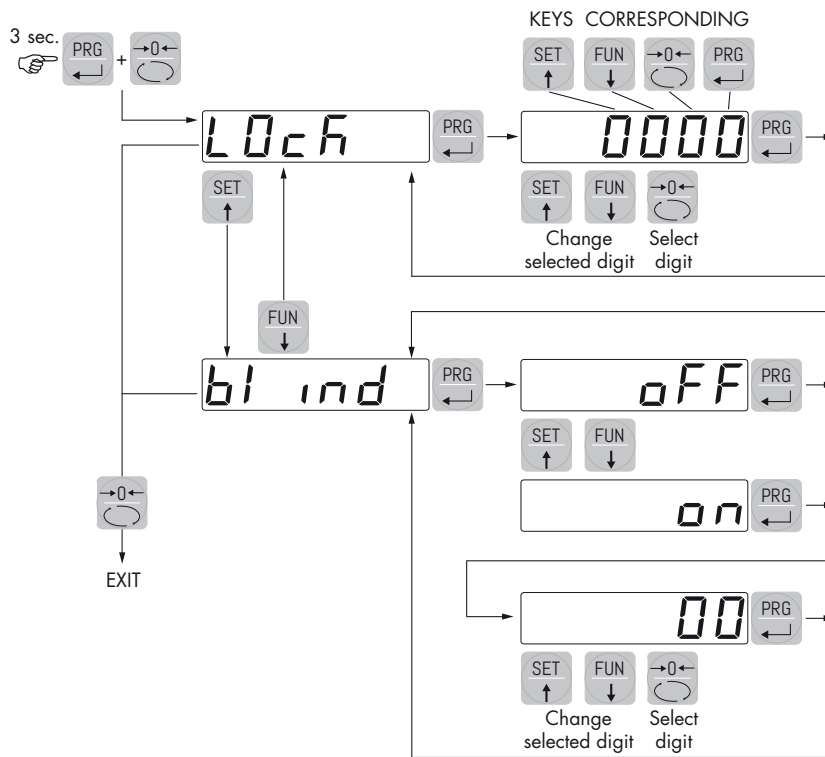 KEYS CORRESPONDING
3 sec.
PRG + →0←
SET FUN →0← PRG
LOcK PRG
0000 PRG
SET
SET FUN →0←
Change selected digit
Select digit
FUN
bl ind PRG
oFF PRG
SET FUN
→0←
on PRG
EXIT
00 PRG
SET FUN →0←
Change selected digit
Select digit